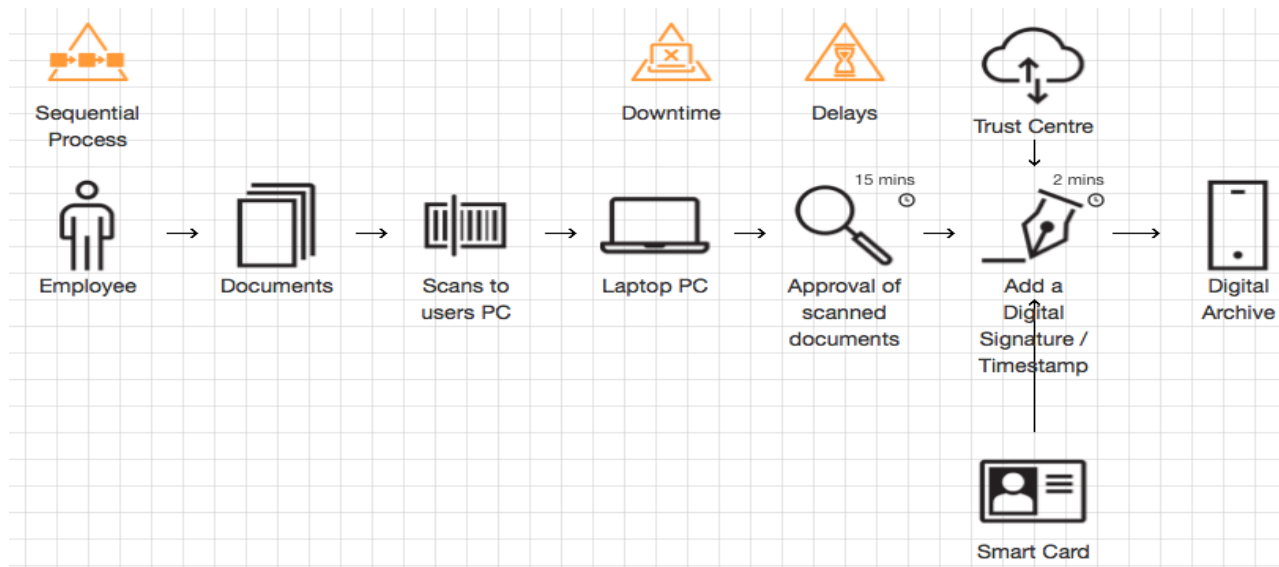 Sequential
Process
Downtime
Delays
Trust Centre
15 mins
2 mins
Employee
Documents
Scans to
users PC
Laptop PC
Approval of
scanned
documents
Add a
Digital
Signature /
Timestamp
Digital
Archive
Smart Card